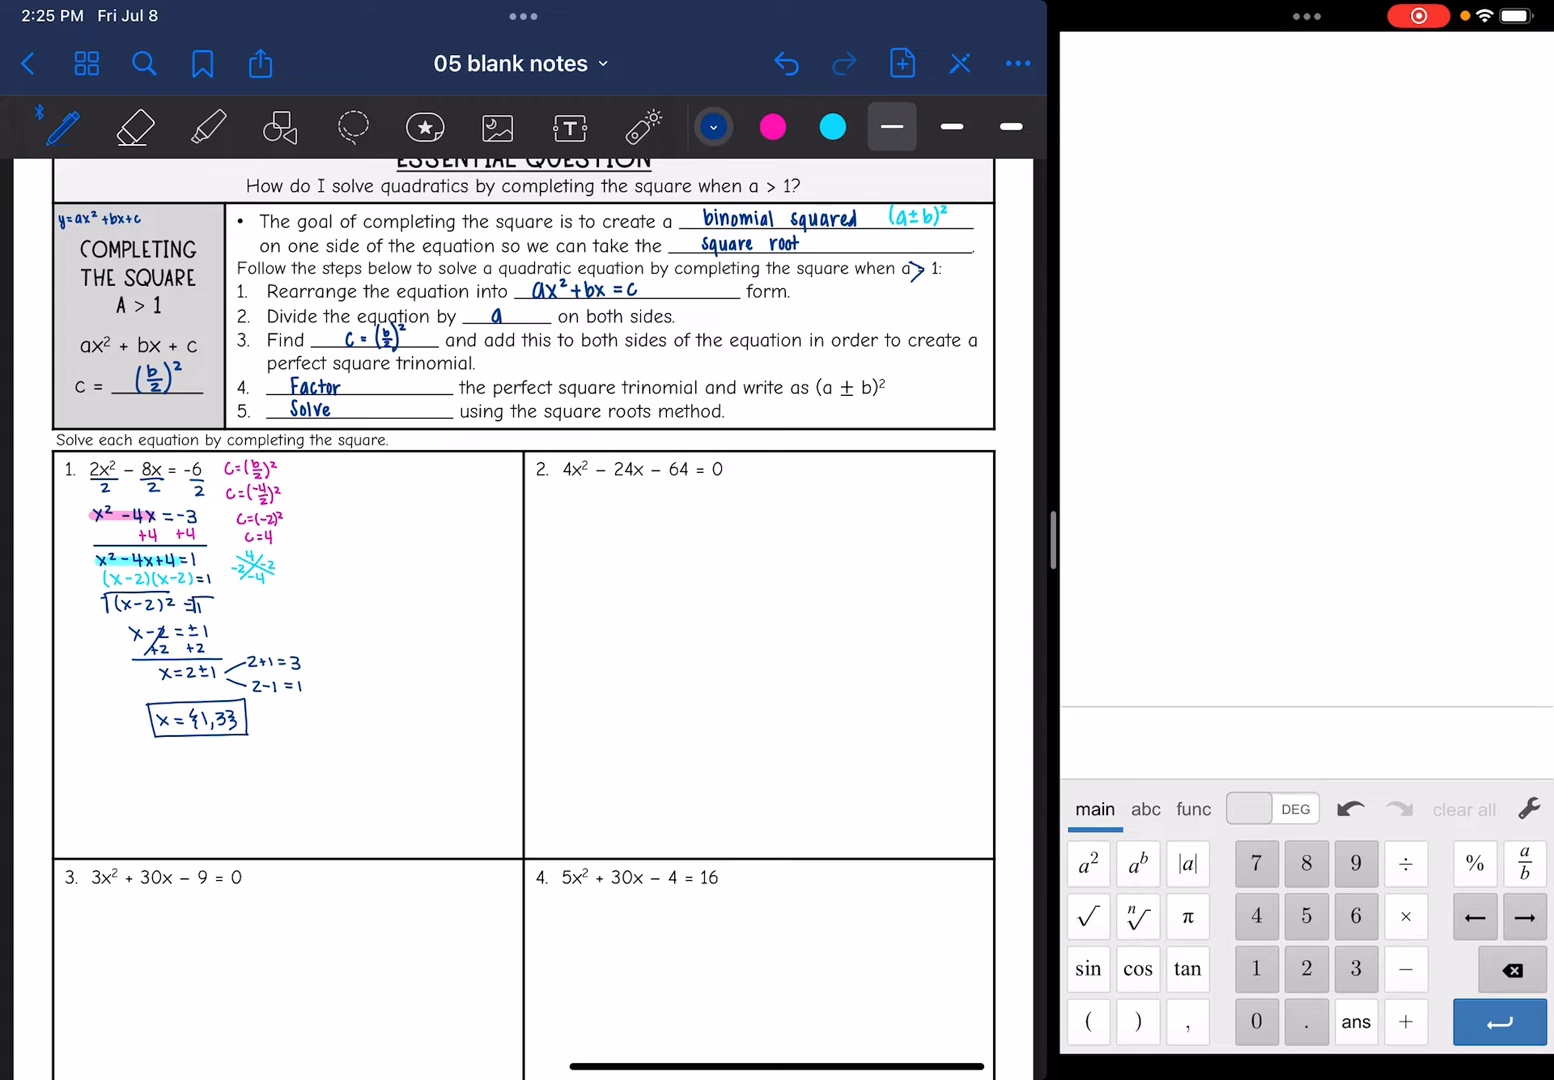 2:25 PM Fri Jul 8
05 blank notes
ESSENTIAL QUESTION
How do I solve quadratics by completing the square when a > 1?
y=ax²+bx+c
COMPLETING
THE SQUARE
A > 1
ax² + bx + c
c = (b/2)²
• The goal of completing the square is to create a binomial squared (a±b)²
on one side of the equation so we can take the square root.
Follow the steps below to solve a quadratic equation by completing the square when a > 1:
1. Rearrange the equation into ax²+bx=c form.
2. Divide the equation by a on both sides.
3. Find c=(b/2)² and add this to both sides of the equation in order to create a
perfect square trinomial.
4. Factor the perfect square trinomial and write as (a ± b)²
5. Solve using the square roots method.
Solve each equation by completing the square.
1. 2x² − 8x = -6
2 2 2
x² −4x = −3
+4 +4
x²−4x+4=1
(x−2)(x−2)=1
√(x−2)² =√1
x−2=±1
+2 +2
x=2±1
2+1=3
2−1=1
x={1,3}
c=(b/2)²
c=(-4/2)²
c=(-2)²
c=4
4
-2 -2
-4
2. 4x² − 24x − 64 = 0
3. 3x² + 30x − 9 = 0
4. 5x² + 30x − 4 = 16
main abc func DEG clear all
a² aᵇ |a| 7 8 9 ÷ % a/b
√ ⁿ√ π 4 5 6 × ← →
sin cos tan 1 2 3 −
( ) , 0 . ans +